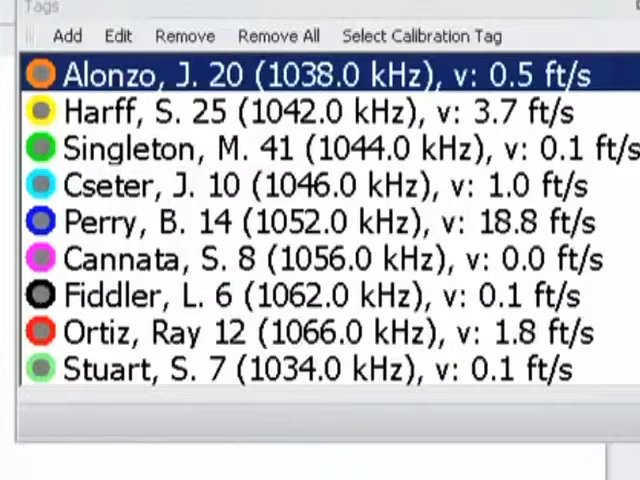 Tags
Add Edit Remove Remove All Select Calibration Tag
Alonzo, J. 20 (1038.0 kHz), v: 0.5 ft/s
Harff, S. 25 (1042.0 kHz), v: 3.7 ft/s
Singleton, M. 41 (1044.0 kHz), v: 0.1 ft/s
Cseter, J. 10 (1046.0 kHz), v: 1.0 ft/s
Perry, B. 14 (1052.0 kHz), v: 18.8 ft/s
Cannata, S. 8 (1056.0 kHz), v: 0.0 ft/s
Fiddler, L. 6 (1062.0 kHz), v: 0.1 ft/s
Ortiz, Ray 12 (1066.0 kHz), v: 1.8 ft/s
Stuart, S. 7 (1034.0 kHz), v: 0.1 ft/s